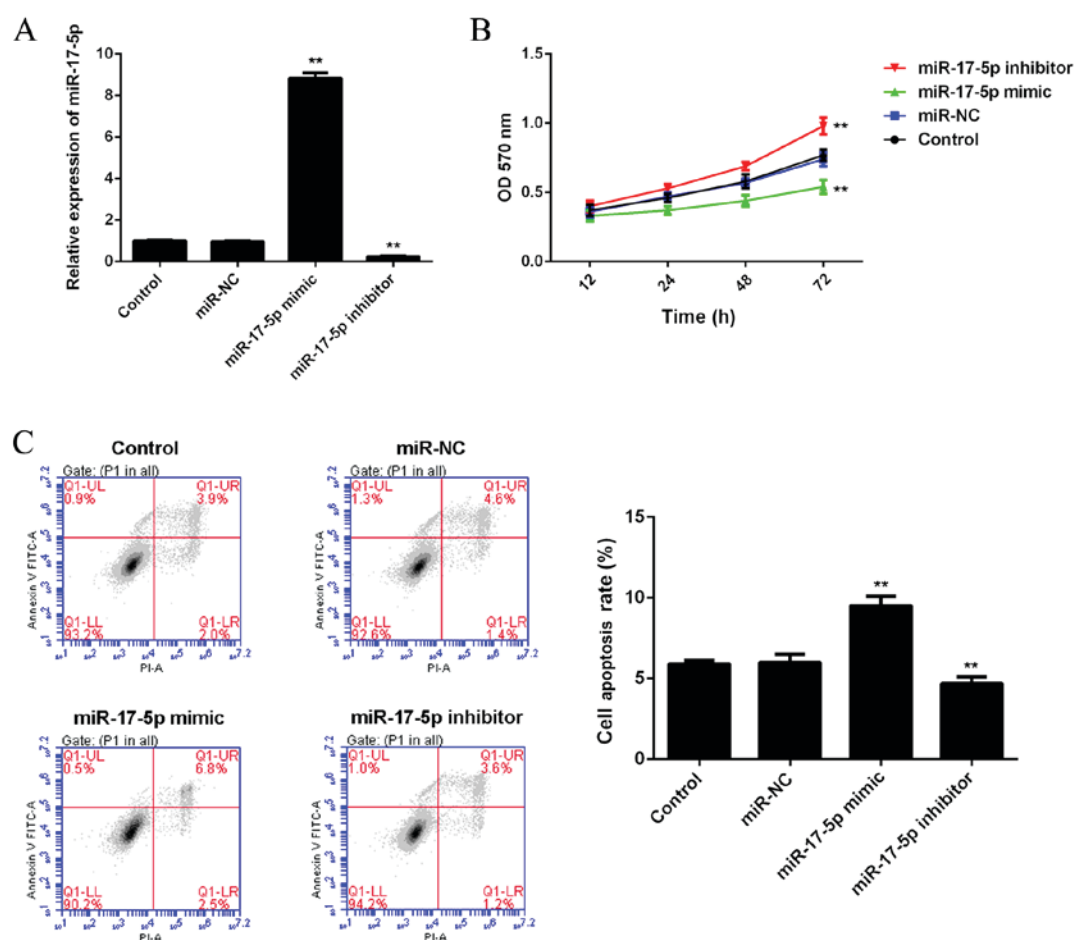 A
Relative expression of miR-17-5p
10
8
6
4
2
0
**
**
Control
miR-NC
miR-17-5p mimic
miR-17-5p inhibitor
B
OD 570 nm
1.5
1.0
0.5
0.0
**
**
12
24
48
72
Time (h)
miR-17-5p inhibitor
miR-17-5p mimic
miR-NC
Control
C
Control
Gate: (P1 in all)
Q1-UL
0.9%
Q1-UR
3.9%
Q1-LL
93.2%
Q1-LR
2.0%
Annexin V FITC-A
PI-A
miR-NC
Gate: (P1 in all)
Q1-UL
1.3%
Q1-UR
4.6%
Q1-LL
92.6%
Q1-LR
1.4%
Annexin V FITC-A
PI-A
miR-17-5p mimic
Gate: (P1 in all)
Q1-UL
0.5%
Q1-UR
6.8%
Q1-LL
90.2%
Q1-LR
2.5%
Annexin V FITC-A
PI-A
miR-17-5p inhibitor
Gate: (P1 in all)
Q1-UL
1.0%
Q1-UR
3.6%
Q1-LL
94.2%
Q1-LR
1.2%
Annexin V FITC-A
PI-A
Cell apoptosis rate (%)
15
10
5
0
**
**
Control
miR-NC
miR-17-5p mimic
miR-17-5p inhibitor